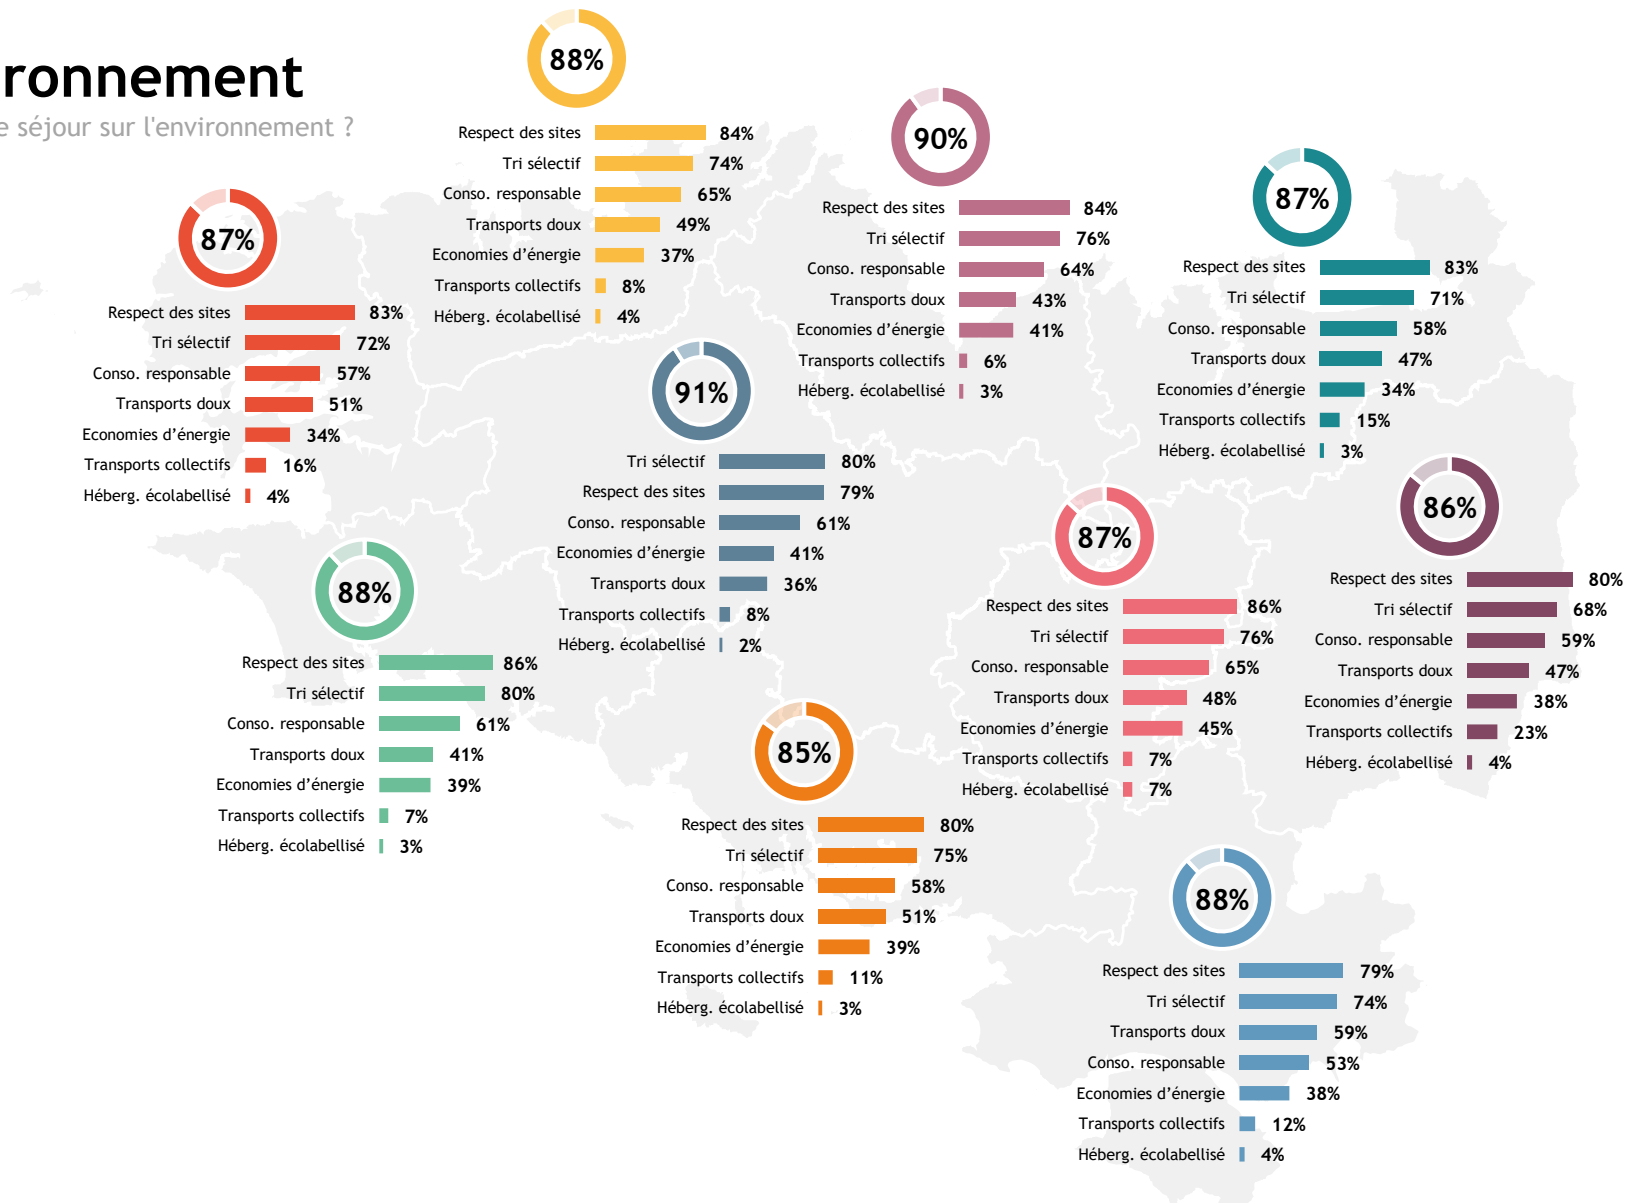 ronnement
e séjour sur l'environnement ?
88%
Respect des sites 84%
Tri sélectif 74%
Conso. responsable 65%
Transports doux 49%
Economies d’énergie 37%
Transports collectifs 8%
Héberg. écolabellisé 4%
90%
Respect des sites 84%
Tri sélectif 76%
Conso. responsable 64%
Transports doux 43%
Economies d’énergie 41%
Transports collectifs 6%
Héberg. écolabellisé 3%
87%
Respect des sites 83%
Tri sélectif 71%
Conso. responsable 58%
Transports doux 47%
Economies d’énergie 34%
Transports collectifs 15%
Héberg. écolabellisé 3%
87%
Respect des sites 83%
Tri sélectif 72%
Conso. responsable 57%
Transports doux 51%
Economies d’énergie 34%
Transports collectifs 16%
Héberg. écolabellisé 4%
91%
Tri sélectif 80%
Respect des sites 79%
Conso. responsable 61%
Economies d’énergie 41%
Transports doux 36%
Transports collectifs 8%
Héberg. écolabellisé 2%
87%
Respect des sites 86%
Tri sélectif 76%
Conso. responsable 65%
Transports doux 48%
Economies d’énergie 45%
Transports collectifs 7%
Héberg. écolabellisé 7%
86%
Respect des sites 80%
Tri sélectif 68%
Conso. responsable 59%
Transports doux 47%
Economies d’énergie 38%
Transports collectifs 23%
Héberg. écolabellisé 4%
88%
Respect des sites 86%
Tri sélectif 80%
Conso. responsable 61%
Transports doux 41%
Economies d’énergie 39%
Transports collectifs 7%
Héberg. écolabellisé 3%
85%
Respect des sites 80%
Tri sélectif 75%
Conso. responsable 58%
Transports doux 51%
Economies d’énergie 39%
Transports collectifs 11%
Héberg. écolabellisé 3%
88%
Respect des sites 79%
Tri sélectif 74%
Transports doux 59%
Conso. responsable 53%
Economies d’énergie 38%
Transports collectifs 12%
Héberg. écolabellisé 4%